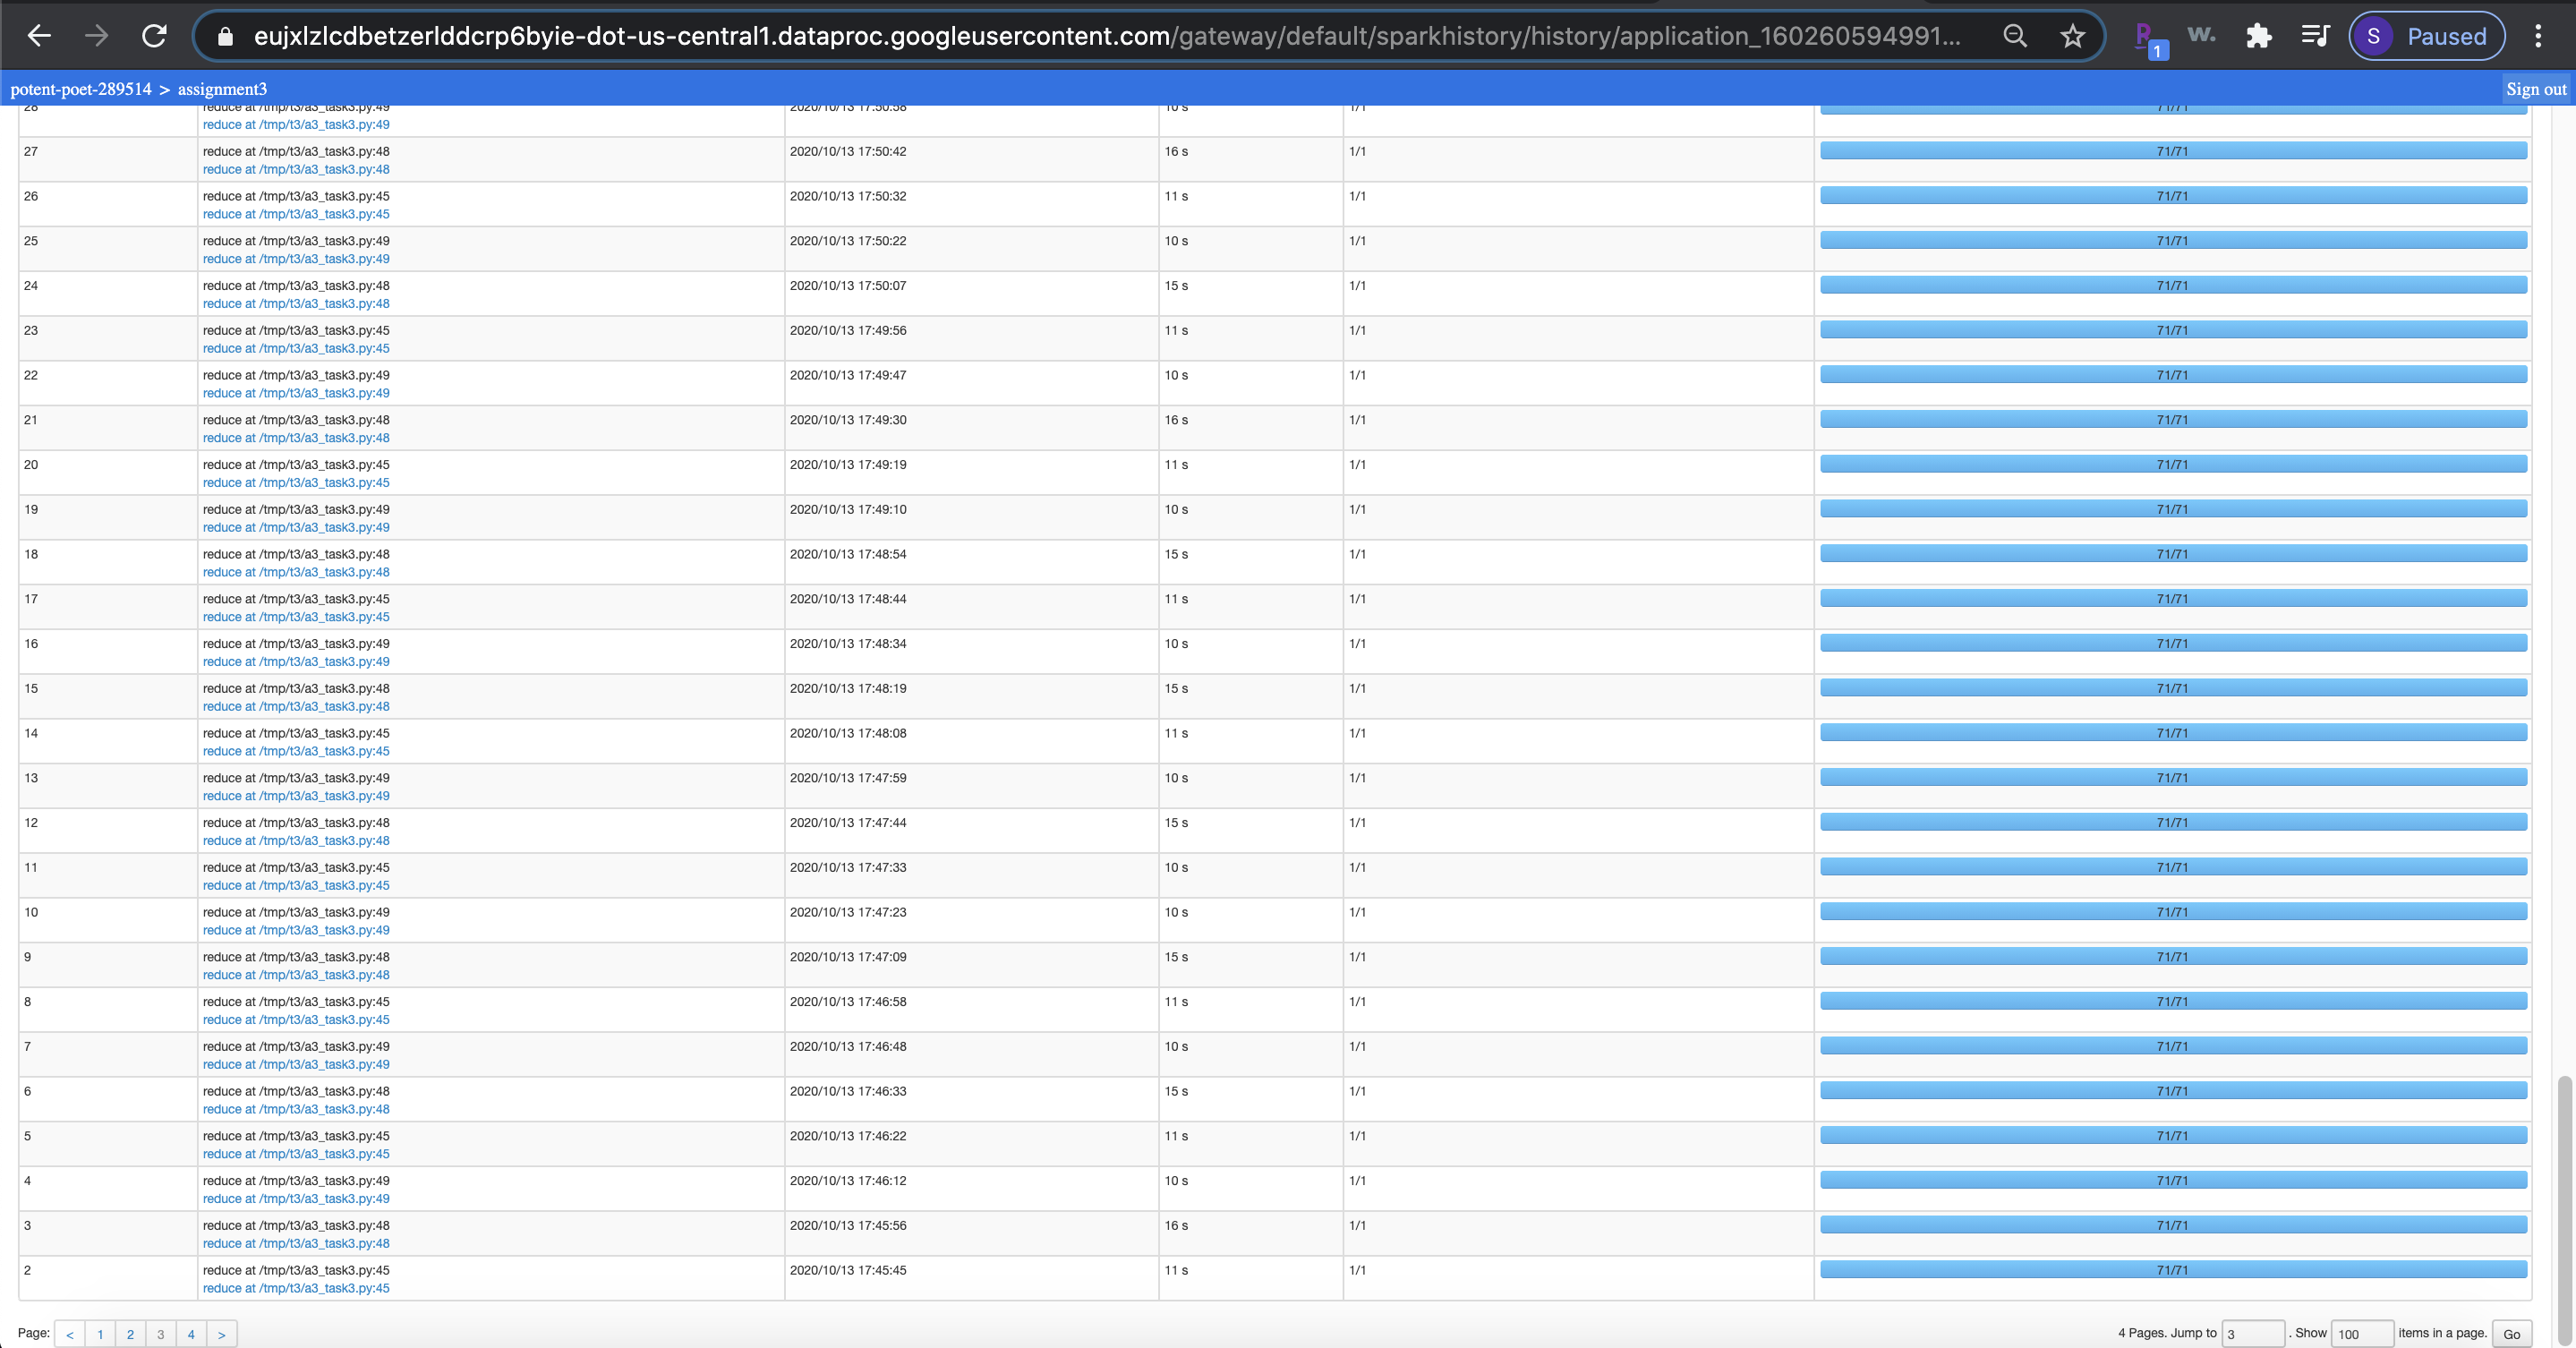 eujxlzlcdbetzerlddcrp6byie-dot-us-central1.dataproc.googleusercontent.com/gateway/default/sparkhistory/history/application_160260594991... 1 w. S Paused
potent-poet-289514 > assignment3 Sign out
28 reduce at /tmp/t3/a3_task3.py:49 2020/10/13 17:50:58 10 s 1/1 71/71
reduce at /tmp/t3/a3_task3.py:49
27 reduce at /tmp/t3/a3_task3.py:48 2020/10/13 17:50:42 16 s 1/1 71/71
reduce at /tmp/t3/a3_task3.py:48
26 reduce at /tmp/t3/a3_task3.py:45 2020/10/13 17:50:32 11 s 1/1 71/71
reduce at /tmp/t3/a3_task3.py:45
25 reduce at /tmp/t3/a3_task3.py:49 2020/10/13 17:50:22 10 s 1/1 71/71
reduce at /tmp/t3/a3_task3.py:49
24 reduce at /tmp/t3/a3_task3.py:48 2020/10/13 17:50:07 15 s 1/1 71/71
reduce at /tmp/t3/a3_task3.py:48
23 reduce at /tmp/t3/a3_task3.py:45 2020/10/13 17:49:56 11 s 1/1 71/71
reduce at /tmp/t3/a3_task3.py:45
22 reduce at /tmp/t3/a3_task3.py:49 2020/10/13 17:49:47 10 s 1/1 71/71
reduce at /tmp/t3/a3_task3.py:49
21 reduce at /tmp/t3/a3_task3.py:48 2020/10/13 17:49:30 16 s 1/1 71/71
reduce at /tmp/t3/a3_task3.py:48
20 reduce at /tmp/t3/a3_task3.py:45 2020/10/13 17:49:19 11 s 1/1 71/71
reduce at /tmp/t3/a3_task3.py:45
19 reduce at /tmp/t3/a3_task3.py:49 2020/10/13 17:49:10 10 s 1/1 71/71
reduce at /tmp/t3/a3_task3.py:49
18 reduce at /tmp/t3/a3_task3.py:48 2020/10/13 17:48:54 15 s 1/1 71/71
reduce at /tmp/t3/a3_task3.py:48
17 reduce at /tmp/t3/a3_task3.py:45 2020/10/13 17:48:44 11 s 1/1 71/71
reduce at /tmp/t3/a3_task3.py:45
16 reduce at /tmp/t3/a3_task3.py:49 2020/10/13 17:48:34 10 s 1/1 71/71
reduce at /tmp/t3/a3_task3.py:49
15 reduce at /tmp/t3/a3_task3.py:48 2020/10/13 17:48:19 15 s 1/1 71/71
reduce at /tmp/t3/a3_task3.py:48
14 reduce at /tmp/t3/a3_task3.py:45 2020/10/13 17:48:08 11 s 1/1 71/71
reduce at /tmp/t3/a3_task3.py:45
13 reduce at /tmp/t3/a3_task3.py:49 2020/10/13 17:47:59 10 s 1/1 71/71
reduce at /tmp/t3/a3_task3.py:49
12 reduce at /tmp/t3/a3_task3.py:48 2020/10/13 17:47:44 15 s 1/1 71/71
reduce at /tmp/t3/a3_task3.py:48
11 reduce at /tmp/t3/a3_task3.py:45 2020/10/13 17:47:33 10 s 1/1 71/71
reduce at /tmp/t3/a3_task3.py:45
10 reduce at /tmp/t3/a3_task3.py:49 2020/10/13 17:47:23 10 s 1/1 71/71
reduce at /tmp/t3/a3_task3.py:49
9 reduce at /tmp/t3/a3_task3.py:48 2020/10/13 17:47:09 15 s 1/1 71/71
reduce at /tmp/t3/a3_task3.py:48
8 reduce at /tmp/t3/a3_task3.py:45 2020/10/13 17:46:58 11 s 1/1 71/71
reduce at /tmp/t3/a3_task3.py:45
7 reduce at /tmp/t3/a3_task3.py:49 2020/10/13 17:46:48 10 s 1/1 71/71
reduce at /tmp/t3/a3_task3.py:49
6 reduce at /tmp/t3/a3_task3.py:48 2020/10/13 17:46:33 15 s 1/1 71/71
reduce at /tmp/t3/a3_task3.py:48
5 reduce at /tmp/t3/a3_task3.py:45 2020/10/13 17:46:22 11 s 1/1 71/71
reduce at /tmp/t3/a3_task3.py:45
4 reduce at /tmp/t3/a3_task3.py:49 2020/10/13 17:46:12 10 s 1/1 71/71
reduce at /tmp/t3/a3_task3.py:49
3 reduce at /tmp/t3/a3_task3.py:48 2020/10/13 17:45:56 16 s 1/1 71/71
reduce at /tmp/t3/a3_task3.py:48
2 reduce at /tmp/t3/a3_task3.py:45 2020/10/13 17:45:45 11 s 1/1 71/71
reduce at /tmp/t3/a3_task3.py:45
Page: < 1 2 3 4 > 4 Pages. Jump to 3 . Show 100 items in a page. Go